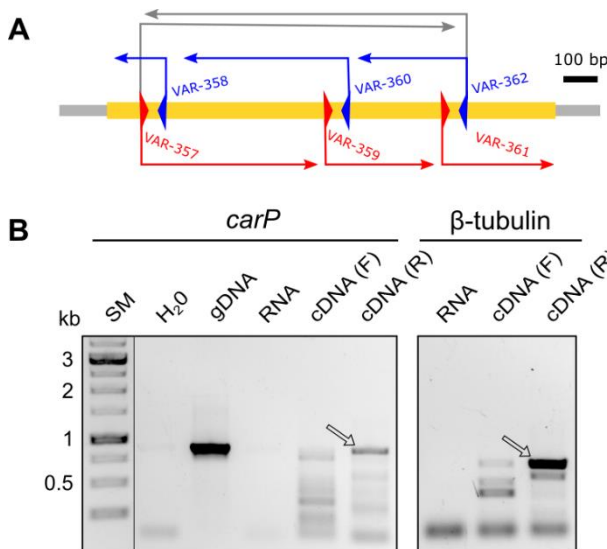 A
100 bp
VAR-358
VAR-360
VAR-362
VAR-357
VAR-359
VAR-361
B
carP
β-tubulin
kb
SM
H20
gDNA
RNA
cDNA (F)
cDNA (R)
RNA
cDNA (F)
cDNA (R)
3
2
1
0.5